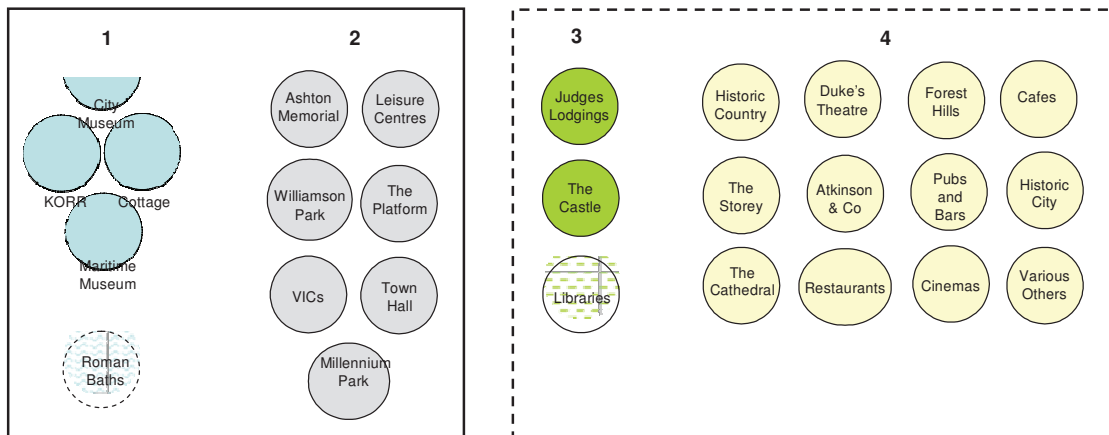 1
2
3
4
City
Museum
KORR
Cottage
Maritime
Museum
Roman
Baths
Ashton
Memorial
Leisure
Centres
Williamson
Park
The
Platform
VICs
Town
Hall
Millennium
Park
Judges
Lodgings
The
Castle
Libraries
Historic
Country
Duke's
Theatre
Forest
Hills
Cafes
The
Storey
Atkinson
& Co
Pubs
and
Bars
Historic
City
The
Cathedral
Restaurants
Cinemas
Various
Others